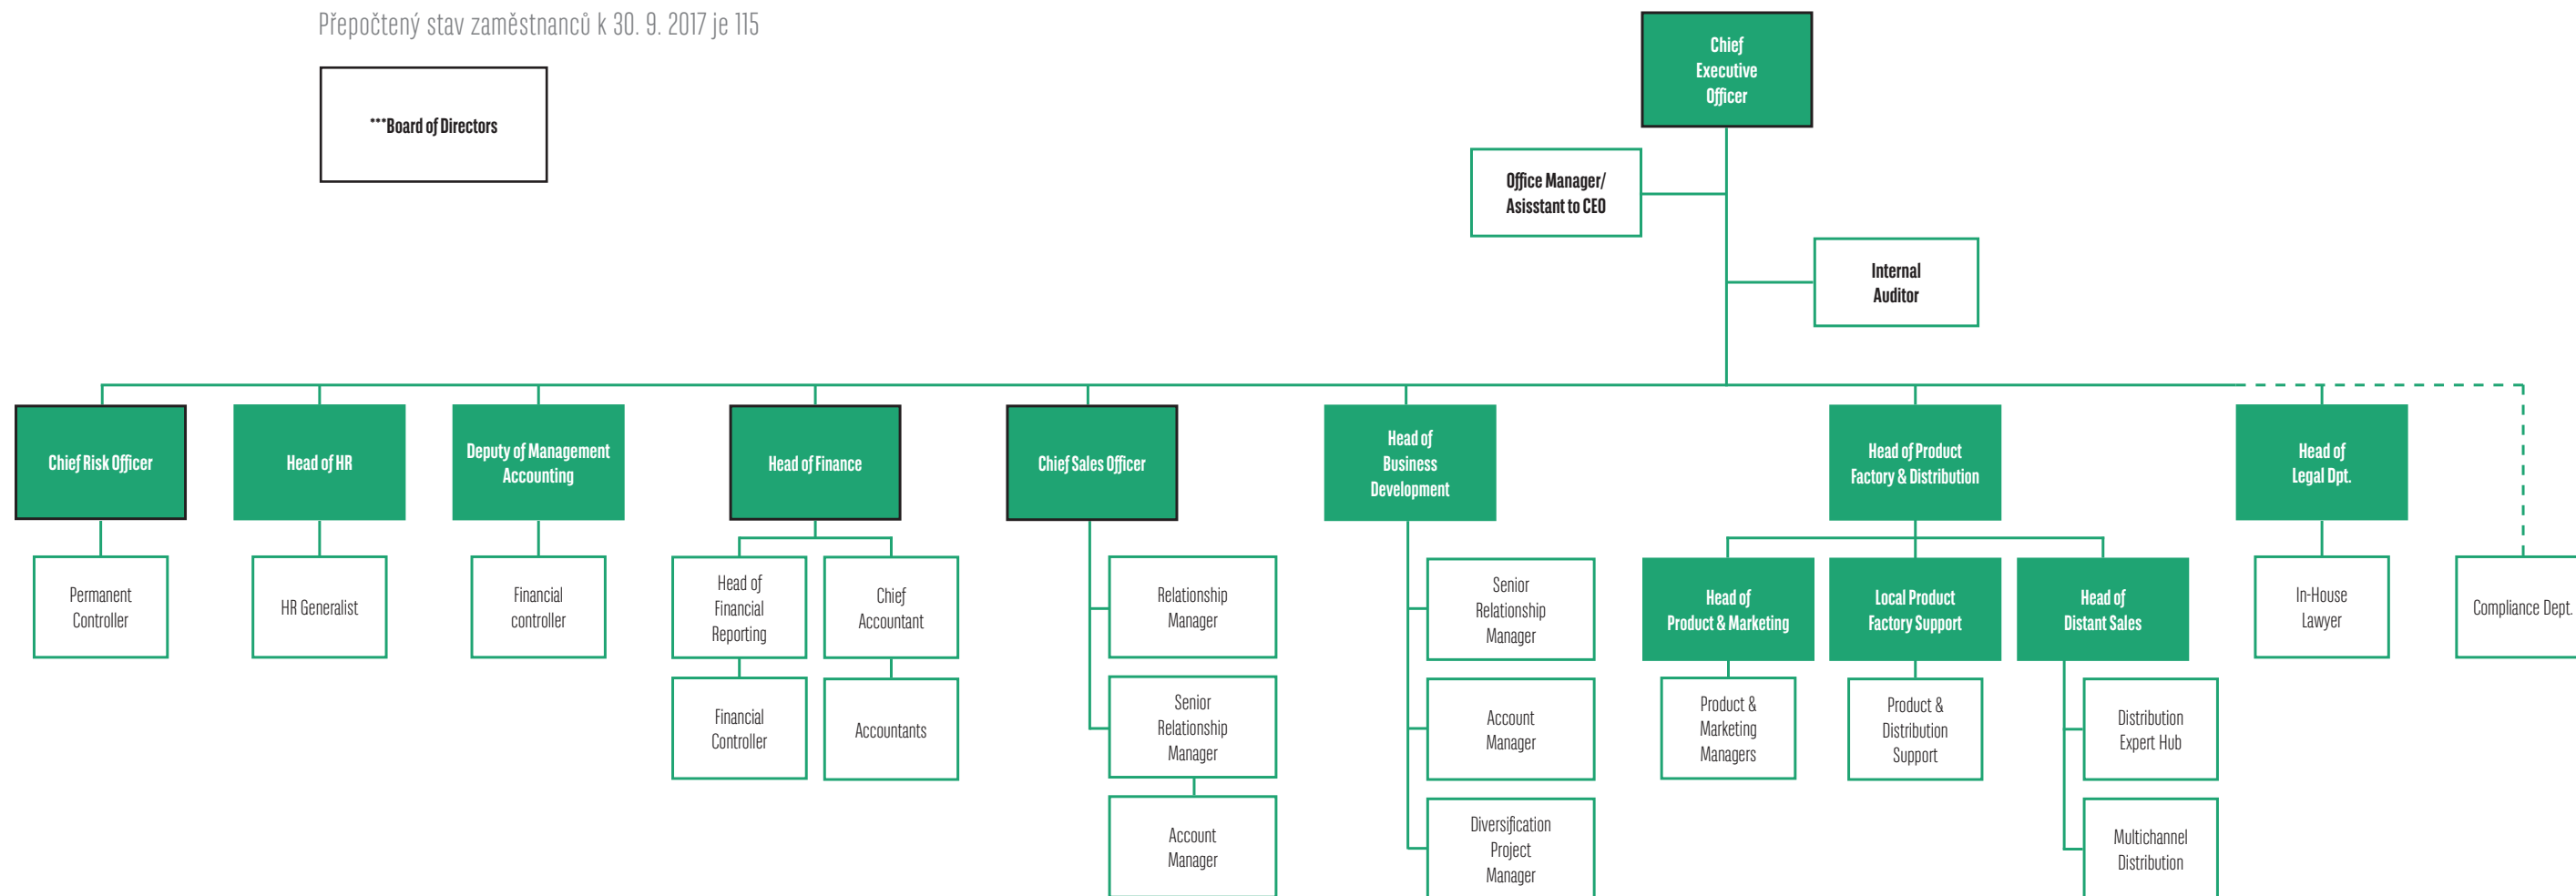 Přepočtený stav zaměstnanců k 30. 9. 2017 je 115
***Board of Directors
Chief
Executive
Officer
Office Manager/
Asisstant to CEO
Internal
Auditor
Chief Risk Officer
Head of HR
Deputy of Management
Accounting
Head of Finance
Chief Sales Officer
Head of
Business
Development
Head of Product
Factory & Distribution
Head of
Legal Dpt.
Permanent
Controller
HR Generalist
Financial
controller
Head of
Financial
Reporting
Chief
Accountant
Relationship
Manager
Senior
Relationship
Manager
Head of
Product & Marketing
Local Product
Factory Support
Head of
Distant Sales
In-House
Lawyer
Compliance Dept.
Financial
Controller
Accountants
Senior
Relationship
Manager
Account
Manager
Product &
Marketing
Managers
Product &
Distribution
Support
Distribution
Expert Hub
Account
Manager
Diversification
Project
Manager
Multichannel
Distribution